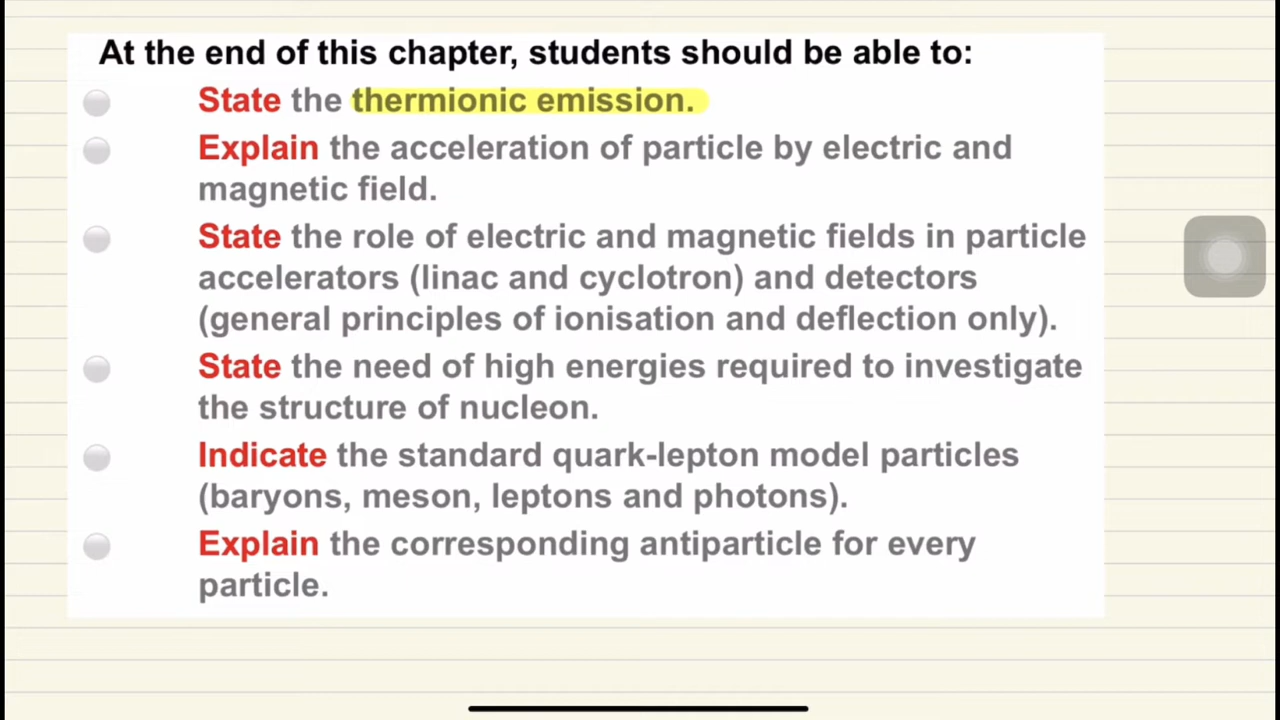 At the end of this chapter, students should be able to:
State the thermionic emission.
Explain the acceleration of particle by electric and
magnetic field.
State the role of electric and magnetic fields in particle
accelerators (linac and cyclotron) and detectors
(general principles of ionisation and deflection only).
State the need of high energies required to investigate
the structure of nucleon.
Indicate the standard quark-lepton model particles
(baryons, meson, leptons and photons).
Explain the corresponding antiparticle for every
particle.